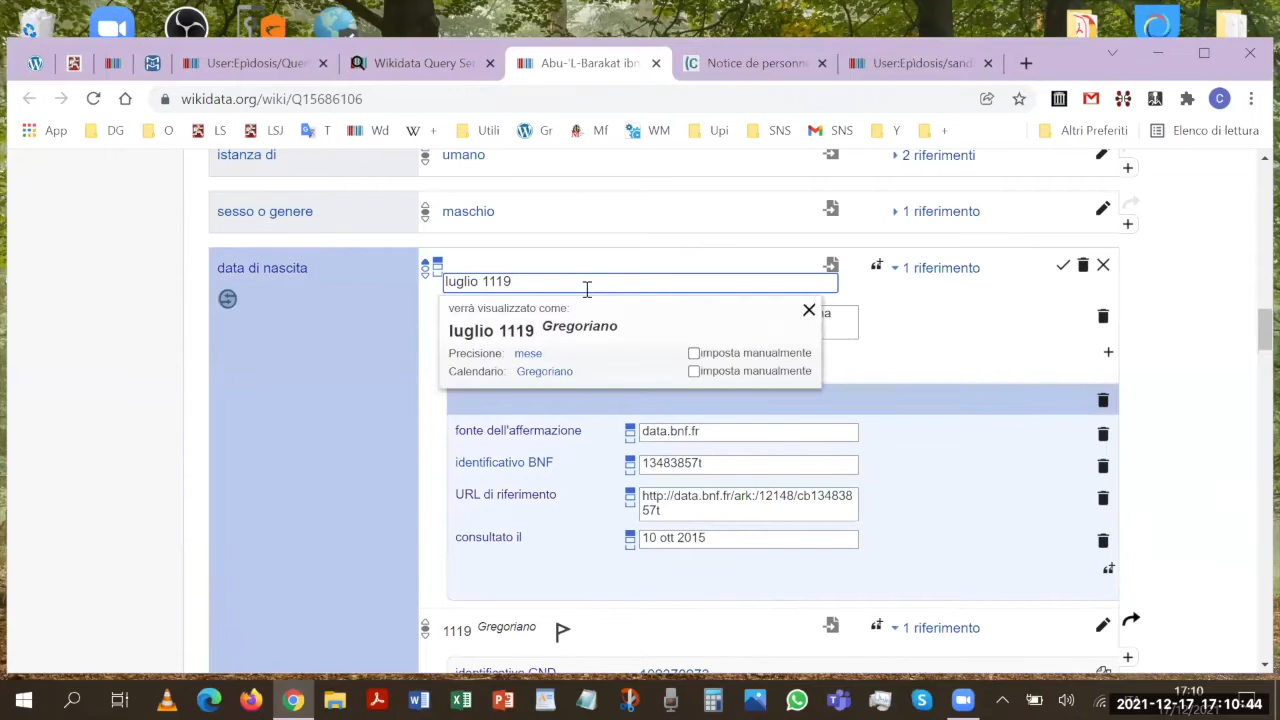 User:Epidosis/Que
Wikidata Query Se
Abu-'L-Barakat ibn
Notice de personn
User:Epidosis/sand
wikidata.org/wiki/Q15686106
C
App DG O LS LSJ T Wd + Utili Gr Mf WM Upi SNS SNS Y + Altri Preferiti Elenco di lettura
istanza di umano 2 riferimenti
sesso o genere maschio 1 riferimento
data di nascita 1 riferimento
luglio 1119
verrà visualizzato come:
luglio 1119 Gregoriano
Precisione: mese imposta manualmente
Calendario: Gregoriano imposta manualmente
fonte dell'affermazione data.bnf.fr
identificativo BNF 13483857t
URL di riferimento http://data.bnf.fr/ark:/12148/cb134838
57t
consultato il 10 ott 2015
1119 Gregoriano 1 riferimento
identificativo GND
17:10
2021-12-17 17:10:44